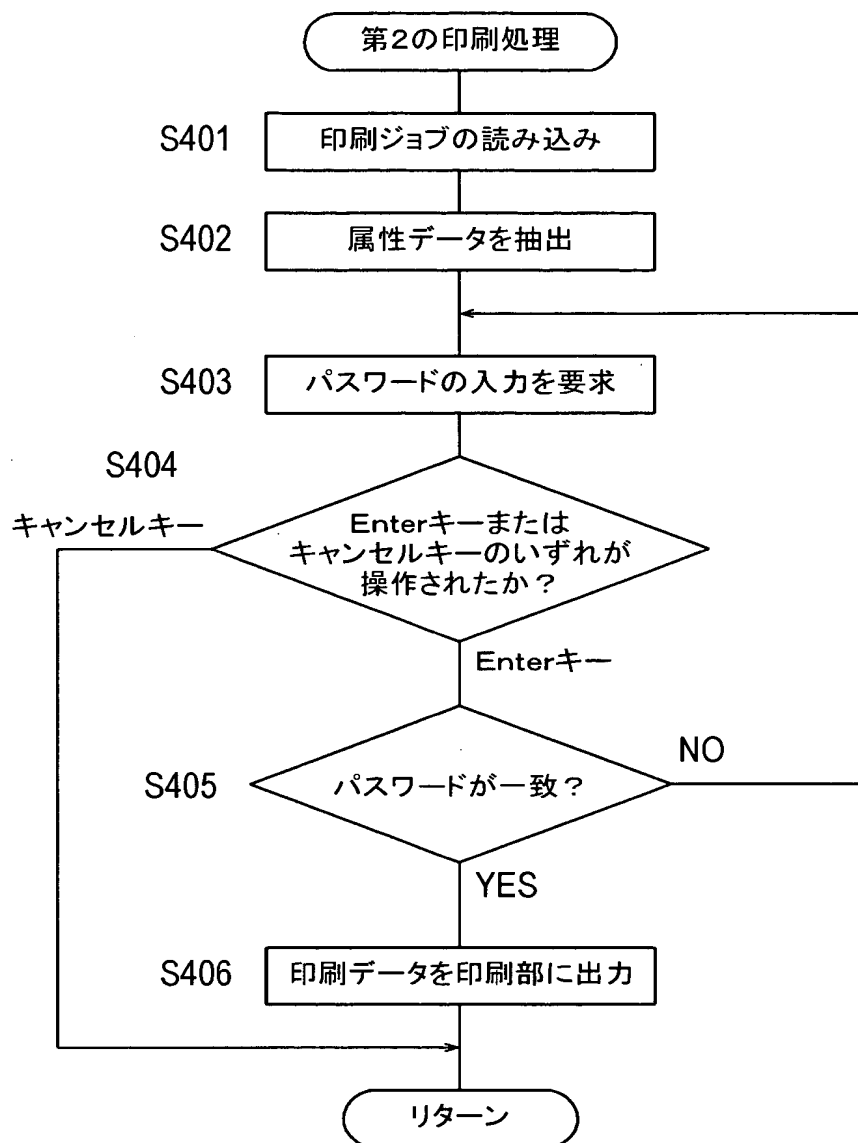 第2の印刷処理
S401
印刷ジョブの読み込み
S402
属性データを抽出
S403
パスワードの入力を要求
S404
キャンセルキー
Enterキーまたは
キャンセルキーのいずれが
操作されたか？
Enterキー
S405
パスワードが一致？
NO
YES
S406
印刷データを印刷部に出力
リターン